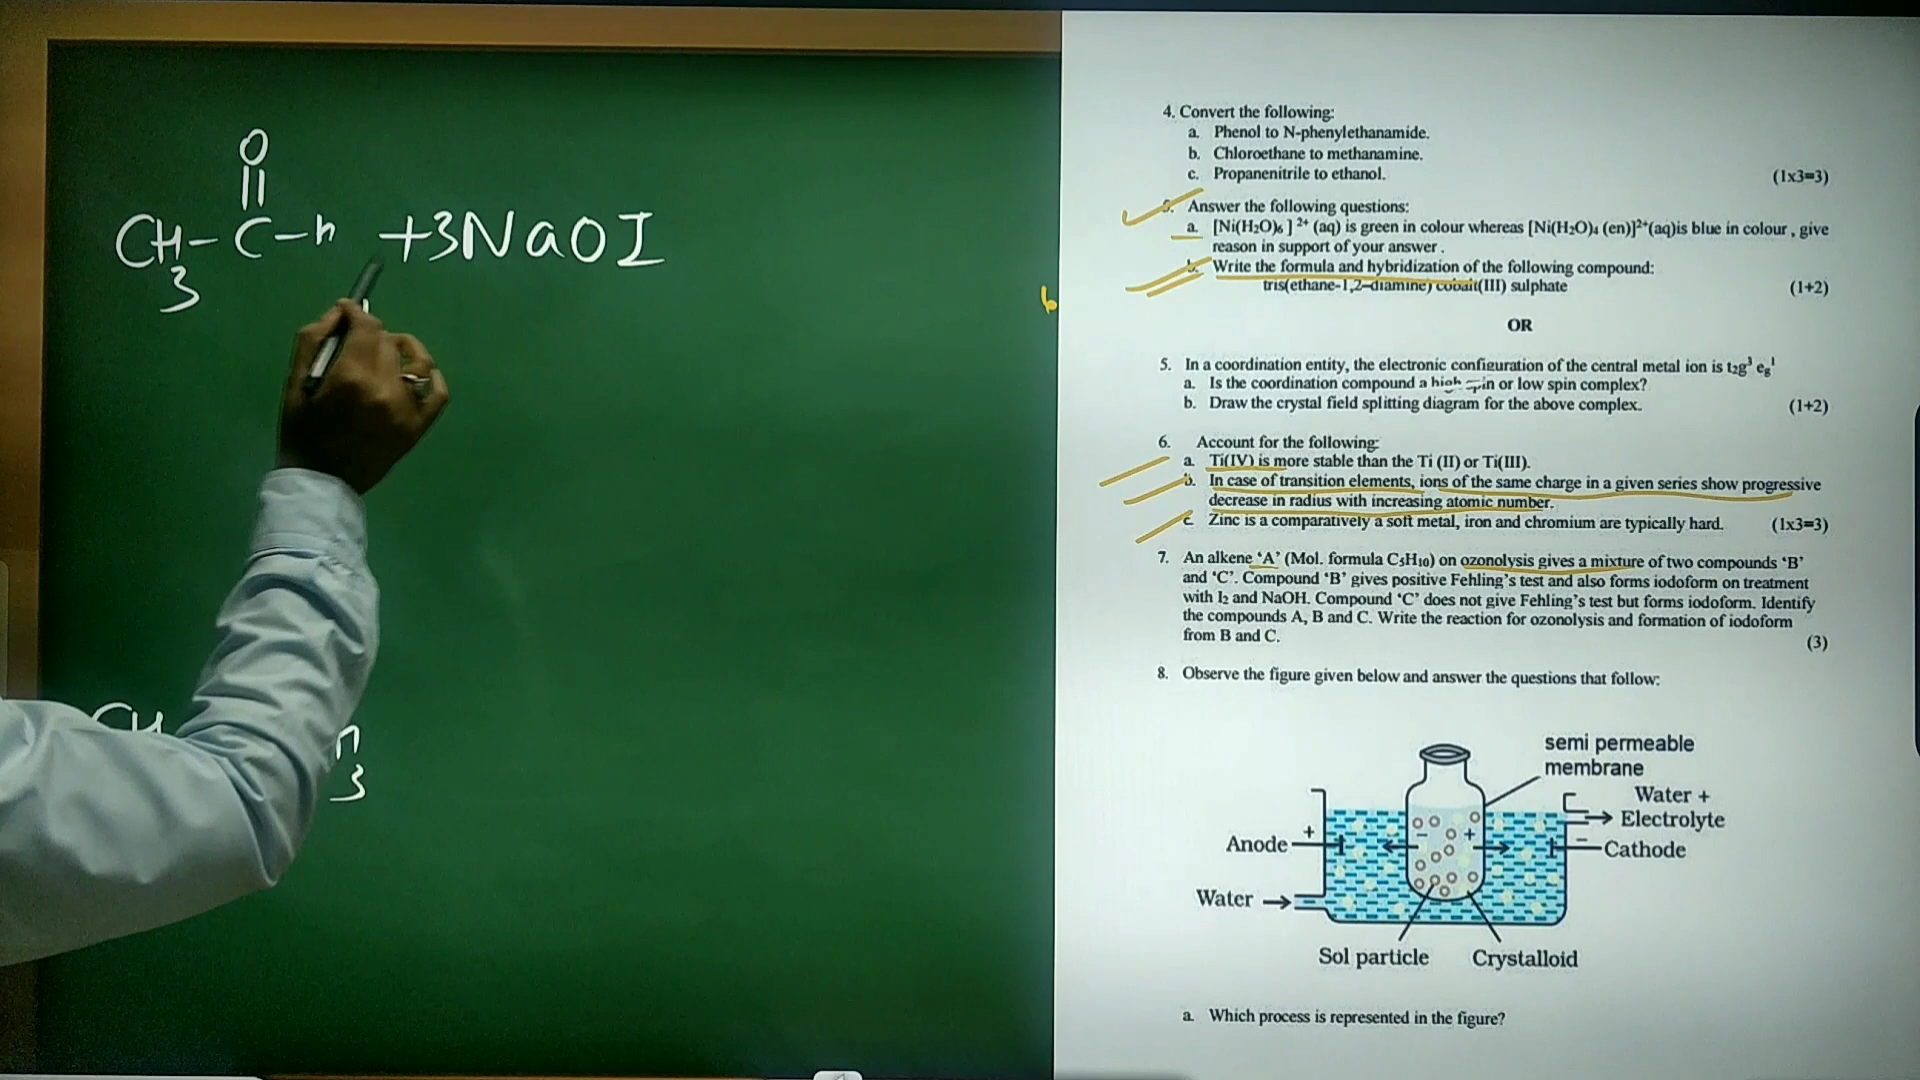 O
||
CH3-C-h +3NaOI
CH
3
4. Convert the following:
a. Phenol to N-phenylethanamide.
b. Chloroethane to methanamine.
c. Propanenitrile to ethanol. (1x3=3)
Answer the following questions:
a. [Ni(H2O)6 ] 2+ (aq) is green in colour whereas [Ni(H2O)4 (en)]2+(aq)is blue in colour , give
reason in support of your answer .
Write the formula and hybridization of the following compound:
tris(ethane-1,2–diamine) cobalt(III) sulphate (1+2)
OR
5. In a coordination entity, the electronic configuration of the central metal ion is t2g3 eg1
a. Is the coordination compound a high spin or low spin complex?
b. Draw the crystal field splitting diagram for the above complex. (1+2)
6. Account for the following:
a. Ti(IV) is more stable than the Ti (II) or Ti(III).
b. In case of transition elements, ions of the same charge in a given series show progressive
decrease in radius with increasing atomic number.
c. Zinc is a comparatively a soft metal, iron and chromium are typically hard. (1x3=3)
7. An alkene ‘A’ (Mol. formula C5H10) on ozonolysis gives a mixture of two compounds ‘B’
and ‘C’. Compound ‘B’ gives positive Fehling’s test and also forms iodoform on treatment
with I2 and NaOH. Compound ‘C’ does not give Fehling’s test but forms iodoform. Identify
the compounds A, B and C. Write the reaction for ozonolysis and formation of iodoform
from B and C. (3)
8. Observe the figure given below and answer the questions that follow:
semi permeable
membrane
Water +
Electrolyte
Anode +
- +
- Cathode
Water
Sol particle Crystalloid
a. Which process is represented in the figure?